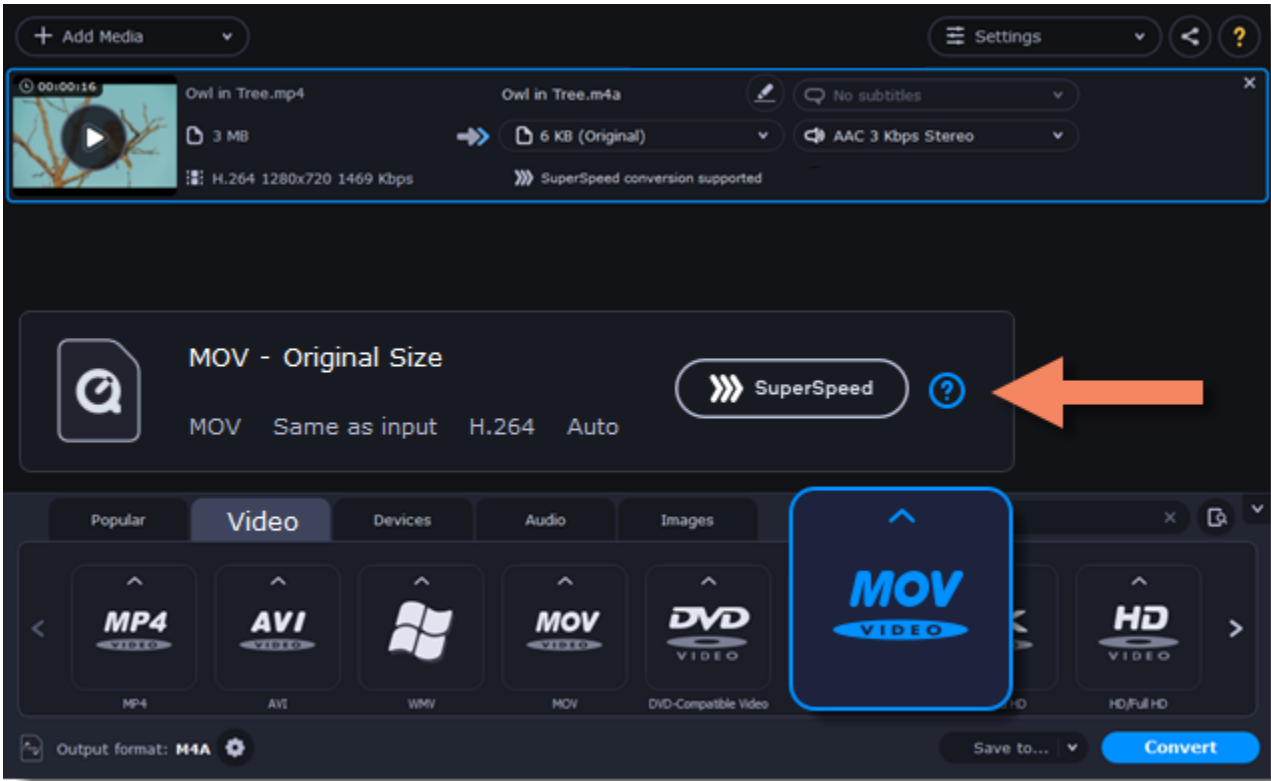 Add Media
Settings
?
00:00:16
Owl in Tree.mp4
Owl in Tree.m4a
No subtitles
3 MB
6 KB (Original)
AAC 3 Kbps Stereo
H.264 1280x720 1469 Kbps
SuperSpeed conversion supported
MOV - Original Size
SuperSpeed
?
MOV Same as input H.264 Auto
Popular
Video
Devices
Audio
Images
MP4
VIDEO
AVI
VIDEO
MOV
VIDEO
DVD
VIDEO
MOV
VIDEO
HD
VIDEO
MP4
AVI
WMV
MOV
DVD-Compatible Video
HD
HD/Full HD
Output format: M4A
Save to...
Convert